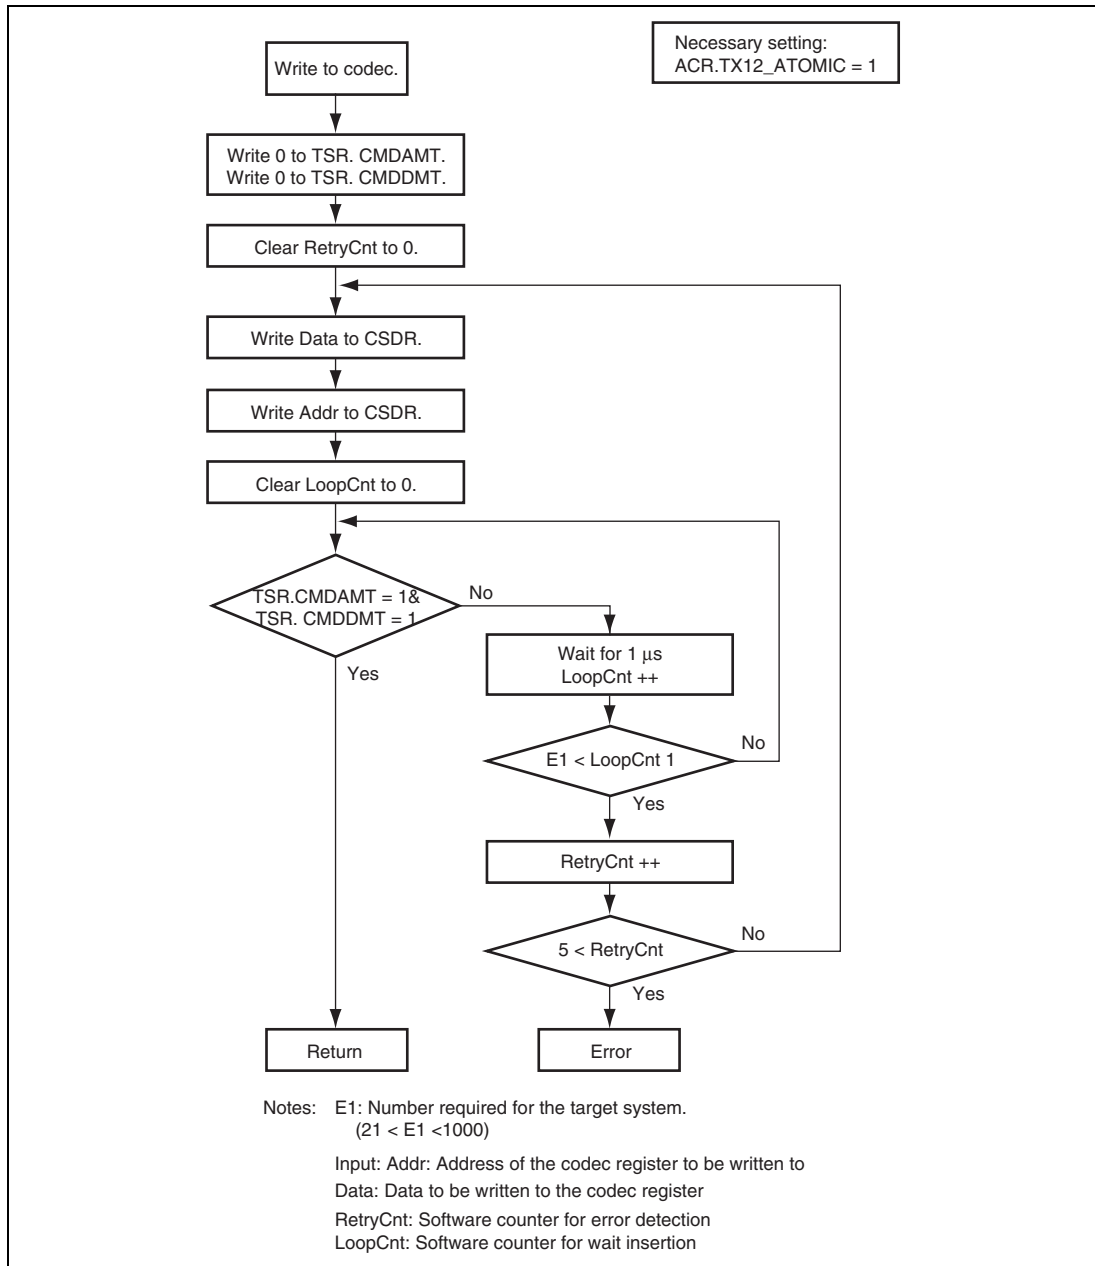 Necessary setting:
ACR.TX12_ATOMIC = 1
Write to codec.
Write 0 to TSR. CMDAMT.
Write 0 to TSR. CMDDMT.
Clear RetryCnt to 0.
Write Data to CSDR.
Write Addr to CSDR.
Clear LoopCnt to 0.
TSR.CMDAMT = 1&
TSR. CMDDMT = 1
No
Yes
Wait for 1 μs
LoopCnt ++
E1 < LoopCnt 1
No
Yes
RetryCnt ++
5 < RetryCnt
No
Yes
Return
Error
Notes: E1: Number required for the target system.
(21 < E1 <1000)
Input: Addr: Address of the codec register to be written to
Data: Data to be written to the codec register
RetryCnt: Software counter for error detection
LoopCnt: Software counter for wait insertion